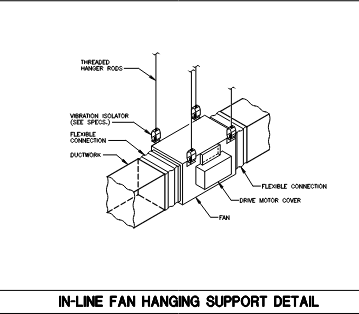 THREADED
HANGER RODS
VIBRATION ISOLATOR
(SEE SPECS.)
FLEXIBLE
CONNECTION
DUCTWORK
FLEXIBLE CONNECTION
DRIVE MOTOR COVER
FAN
IN-LINE FAN HANGING SUPPORT DETAIL